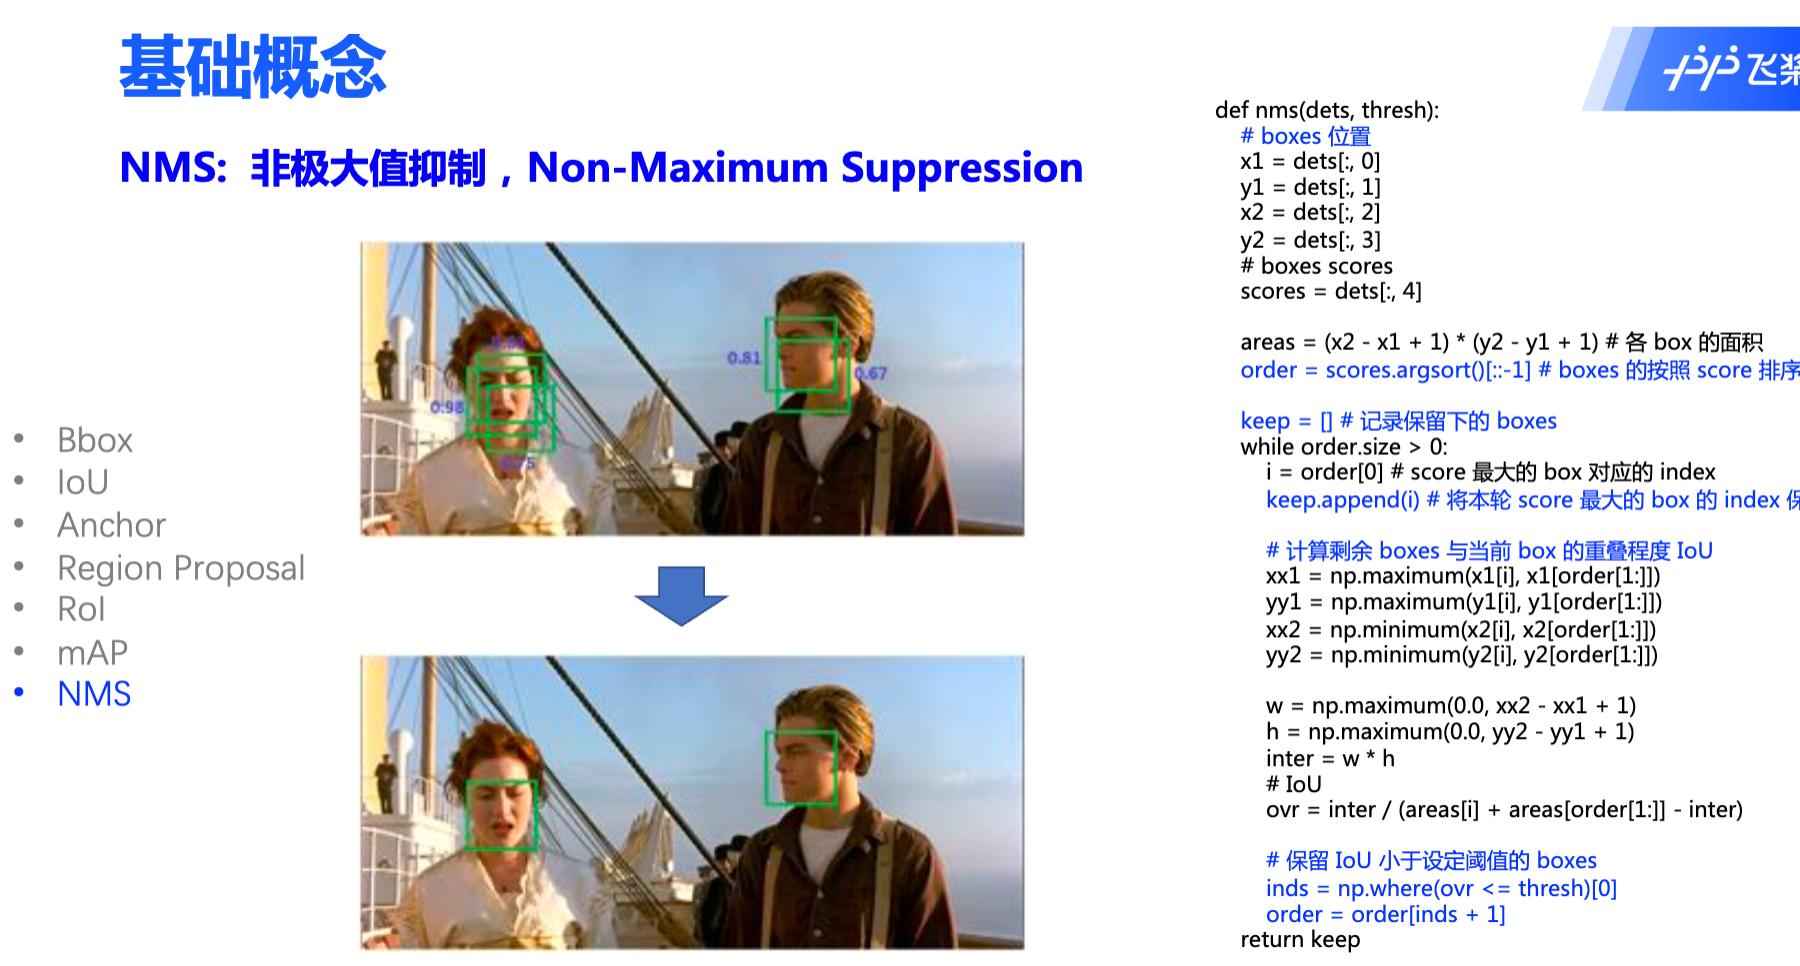 基础概念
飞桨
NMS: 非极大值抑制，Non-Maximum Suppression
• Bbox
• IoU
• Anchor
• Region Proposal
• RoI
• mAP
• NMS
0.98
0.75
0.81
0.67
def nms(dets, thresh):
# boxes 位置
x1 = dets[:, 0]
y1 = dets[:, 1]
x2 = dets[:, 2]
y2 = dets[:, 3]
# boxes scores
scores = dets[:, 4]
areas = (x2 - x1 + 1) * (y2 - y1 + 1) # 各 box 的面积
order = scores.argsort()[::-1] # boxes 的按照 score 排序
keep = [] # 记录保留下的 boxes
while order.size > 0:
i = order[0] # score 最大的 box 对应的 index
keep.append(i) # 将本轮 score 最大的 box 的 index 保
# 计算剩余 boxes 与当前 box 的重叠程度 IoU
xx1 = np.maximum(x1[i], x1[order[1:]])
yy1 = np.maximum(y1[i], y1[order[1:]])
xx2 = np.minimum(x2[i], x2[order[1:]])
yy2 = np.minimum(y2[i], y2[order[1:]])
w = np.maximum(0.0, xx2 - xx1 + 1)
h = np.maximum(0.0, yy2 - yy1 + 1)
inter = w * h
# IoU
ovr = inter / (areas[i] + areas[order[1:]] - inter)
# 保留 IoU 小于设定阈值的 boxes
inds = np.where(ovr <= thresh)[0]
order = order[inds + 1]
return keep